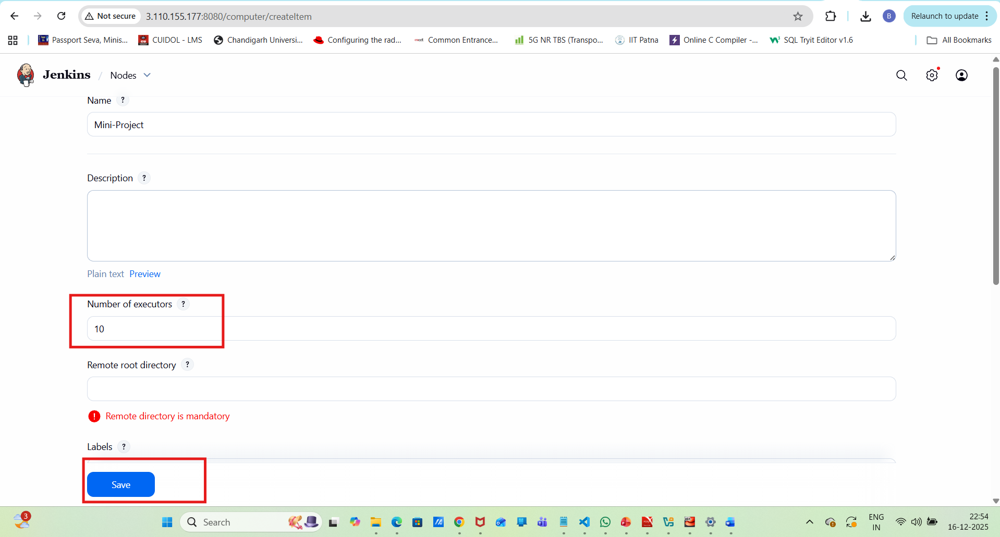 Not secure 3.110.155.177:8080/computer/createItem B Relaunch to update
Passport Seva, Minis... CUIDOL - LMS Chandigarh Universi... Configuring the rad... Common Entrance... 5G NR TBS (Transpo... IIT Patna Online C Compiler -... SQL Tryit Editor v1.6 All Bookmarks
Jenkins / Nodes
Name ?
Mini-Project
Description ?
Plain text Preview
Number of executors ?
10
Remote root directory ?
! Remote directory is mandatory
Labels ?
Save
3 Search ENG IN 22:54 16-12-2025